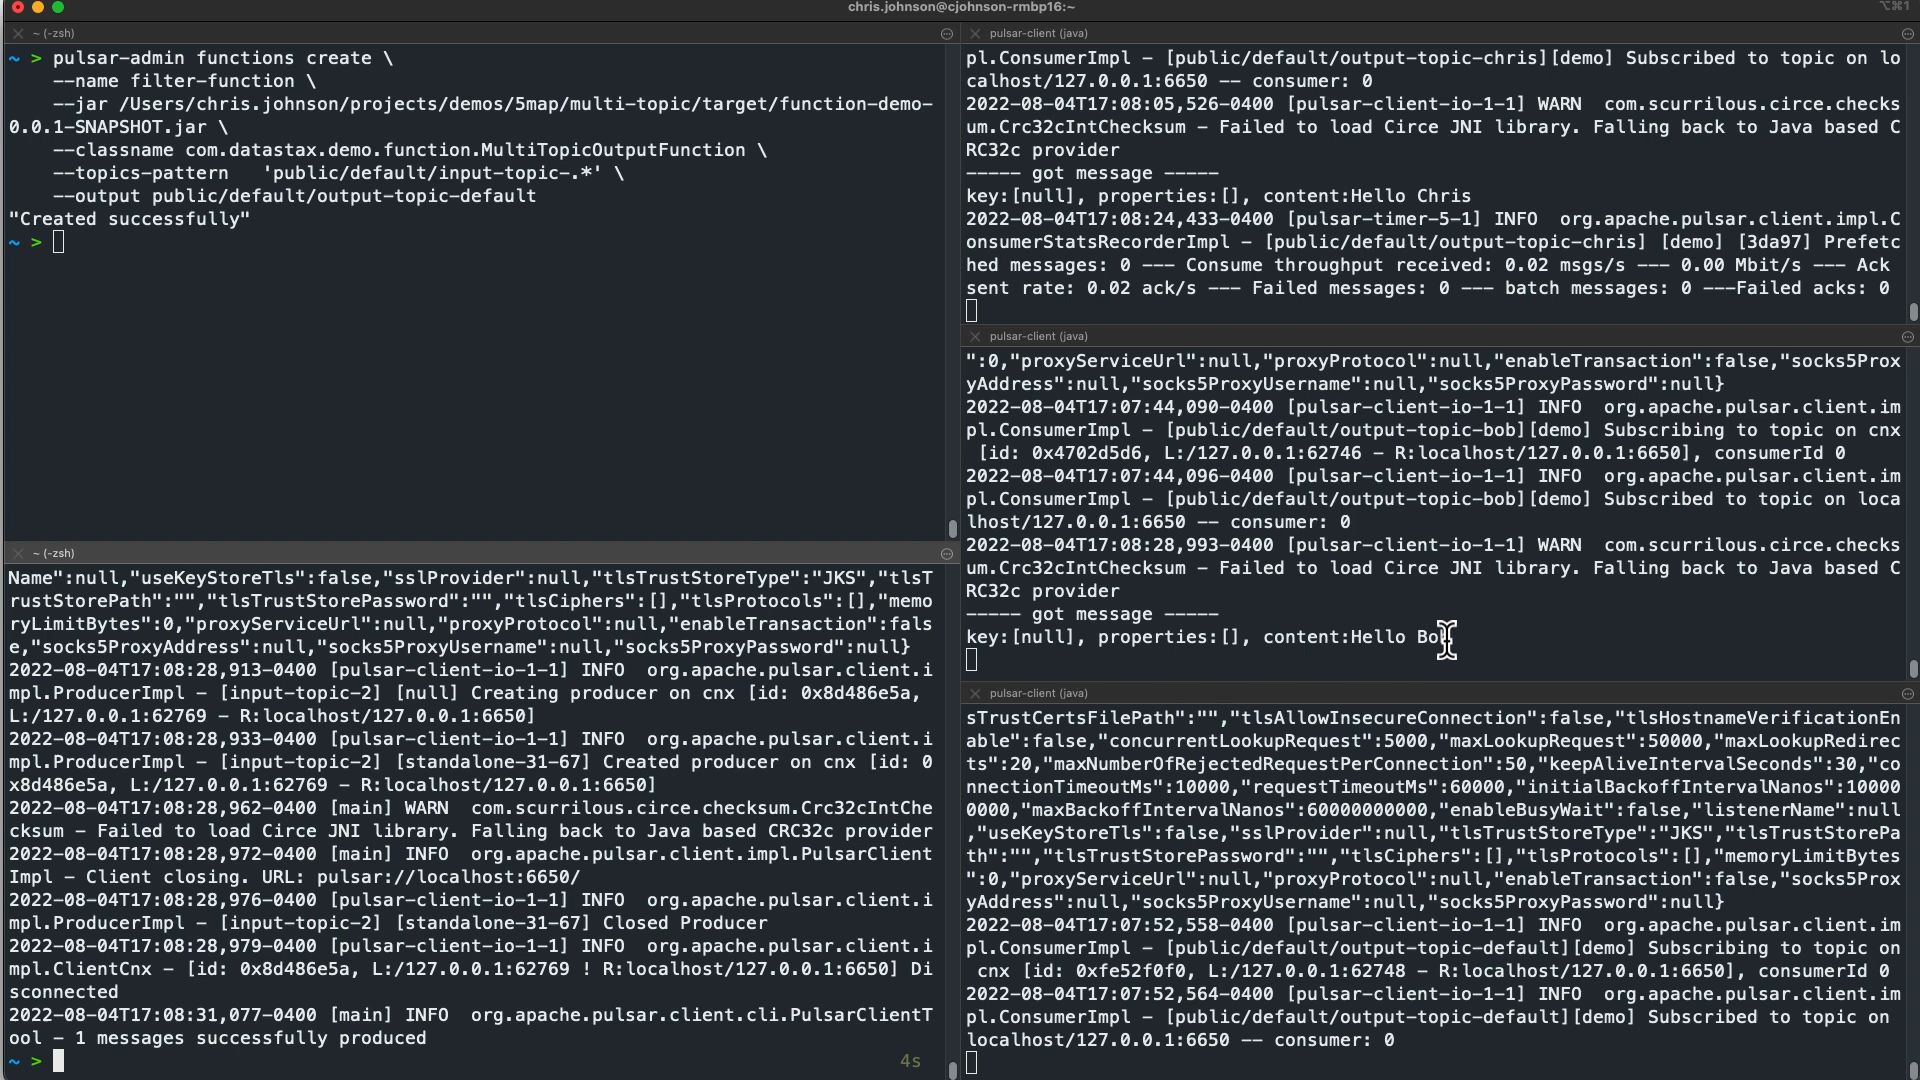 chris.johnson@cjohnson-rmbp16:~
⌥⌘1
~ (-zsh)
~ > pulsar-admin functions create \
--name filter-function \
--jar /Users/chris.johnson/projects/demos/5map/multi-topic/target/function-demo-
0.0.1-SNAPSHOT.jar \
--classname com.datastax.demo.function.MultiTopicOutputFunction \
--topics-pattern   'public/default/input-topic-.*' \
--output public/default/output-topic-default
"Created successfully"
~ >
~ (-zsh)
Name":null,"useKeyStoreTls":false,"sslProvider":null,"tlsTrustStoreType":"JKS","tlsT
rustStorePath":"","tlsTrustStorePassword":"","tlsCiphers":[],"tlsProtocols":[],"memo
ryLimitBytes":0,"proxyServiceUrl":null,"proxyProtocol":null,"enableTransaction":fals
e,"socks5ProxyAddress":null,"socks5ProxyUsername":null,"socks5ProxyPassword":null}
2022-08-04T17:08:28,913-0400 [pulsar-client-io-1-1] INFO  org.apache.pulsar.client.i
mpl.ProducerImpl - [input-topic-2] [null] Creating producer on cnx [id: 0x8d486e5a,
L:/127.0.0.1:62769 - R:localhost/127.0.0.1:6650]
2022-08-04T17:08:28,933-0400 [pulsar-client-io-1-1] INFO  org.apache.pulsar.client.i
mpl.ProducerImpl - [input-topic-2] [standalone-31-67] Created producer on cnx [id: 0
x8d486e5a, L:/127.0.0.1:62769 - R:localhost/127.0.0.1:6650]
2022-08-04T17:08:28,962-0400 [main] WARN  com.scurrilous.circe.checksum.Crc32cIntChe
cksum - Failed to load Circe JNI library. Falling back to Java based CRC32c provider
2022-08-04T17:08:28,972-0400 [main] INFO  org.apache.pulsar.client.impl.PulsarClient
Impl - Client closing. URL: pulsar://localhost:6650/
2022-08-04T17:08:28,976-0400 [pulsar-client-io-1-1] INFO  org.apache.pulsar.client.i
mpl.ProducerImpl - [input-topic-2] [standalone-31-67] Closed Producer
2022-08-04T17:08:28,979-0400 [pulsar-client-io-1-1] INFO  org.apache.pulsar.client.i
mpl.ClientCnx - [id: 0x8d486e5a, L:/127.0.0.1:62769 ! R:localhost/127.0.0.1:6650] Di
sconnected
2022-08-04T17:08:31,077-0400 [main] INFO  org.apache.pulsar.client.cli.PulsarClientT
ool - 1 messages successfully produced
~ > 4s
pulsar-client (java)
pl.ConsumerImpl - [public/default/output-topic-chris][demo] Subscribed to topic on lo
calhost/127.0.0.1:6650 -- consumer: 0
2022-08-04T17:08:05,526-0400 [pulsar-client-io-1-1] WARN  com.scurrilous.circe.checks
um.Crc32cIntChecksum - Failed to load Circe JNI library. Falling back to Java based C
RC32c provider
----- got message -----
key:[null], properties:[], content:Hello Chris
2022-08-04T17:08:24,433-0400 [pulsar-timer-5-1] INFO  org.apache.pulsar.client.impl.C
onsumerStatsRecorderImpl - [public/default/output-topic-chris] [demo] [3da97] Prefetc
hed messages: 0 --- Consume throughput received: 0.02 msgs/s --- 0.00 Mbit/s --- Ack
sent rate: 0.02 ack/s --- Failed messages: 0 --- batch messages: 0 ---Failed acks: 0
pulsar-client (java)
":0,"proxyServiceUrl":null,"proxyProtocol":null,"enableTransaction":false,"socks5Prox
yAddress":null,"socks5ProxyUsername":null,"socks5ProxyPassword":null}
2022-08-04T17:07:44,090-0400 [pulsar-client-io-1-1] INFO  org.apache.pulsar.client.im
pl.ConsumerImpl - [public/default/output-topic-bob][demo] Subscribing to topic on cnx
[id: 0x4702d5d6, L:/127.0.0.1:62746 - R:localhost/127.0.0.1:6650], consumerId 0
2022-08-04T17:07:44,096-0400 [pulsar-client-io-1-1] INFO  org.apache.pulsar.client.im
pl.ConsumerImpl - [public/default/output-topic-bob][demo] Subscribed to topic on loca
lhost/127.0.0.1:6650 -- consumer: 0
2022-08-04T17:08:28,993-0400 [pulsar-client-io-1-1] WARN  com.scurrilous.circe.checks
um.Crc32cIntChecksum - Failed to load Circe JNI library. Falling back to Java based C
RC32c provider
----- got message -----
key:[null], properties:[], content:Hello Bob
pulsar-client (java)
sTrustCertsFilePath":"","tlsAllowInsecureConnection":false,"tlsHostnameVerificationEn
able":false,"concurrentLookupRequest":5000,"maxLookupRequest":50000,"maxLookupRedirec
ts":20,"maxNumberOfRejectedRequestPerConnection":50,"keepAliveIntervalSeconds":30,"co
nnectionTimeoutMs":10000,"requestTimeoutMs":60000,"initialBackoffIntervalNanos":10000
0000,"maxBackoffIntervalNanos":60000000000,"enableBusyWait":false,"listenerName":null
,"useKeyStoreTls":false,"sslProvider":null,"tlsTrustStoreType":"JKS","tlsTrustStorePa
th":"","tlsTrustStorePassword":"","tlsCiphers":[],"tlsProtocols":[],"memoryLimitBytes
":0,"proxyServiceUrl":null,"proxyProtocol":null,"enableTransaction":false,"socks5Prox
yAddress":null,"socks5ProxyUsername":null,"socks5ProxyPassword":null}
2022-08-04T17:07:52,558-0400 [pulsar-client-io-1-1] INFO  org.apache.pulsar.client.im
pl.ConsumerImpl - [public/default/output-topic-default][demo] Subscribing to topic on
cnx [id: 0xfe52f0f0, L:/127.0.0.1:62748 - R:localhost/127.0.0.1:6650], consumerId 0
2022-08-04T17:07:52,564-0400 [pulsar-client-io-1-1] INFO  org.apache.pulsar.client.im
pl.ConsumerImpl - [public/default/output-topic-default][demo] Subscribed to topic on
localhost/127.0.0.1:6650 -- consumer: 0